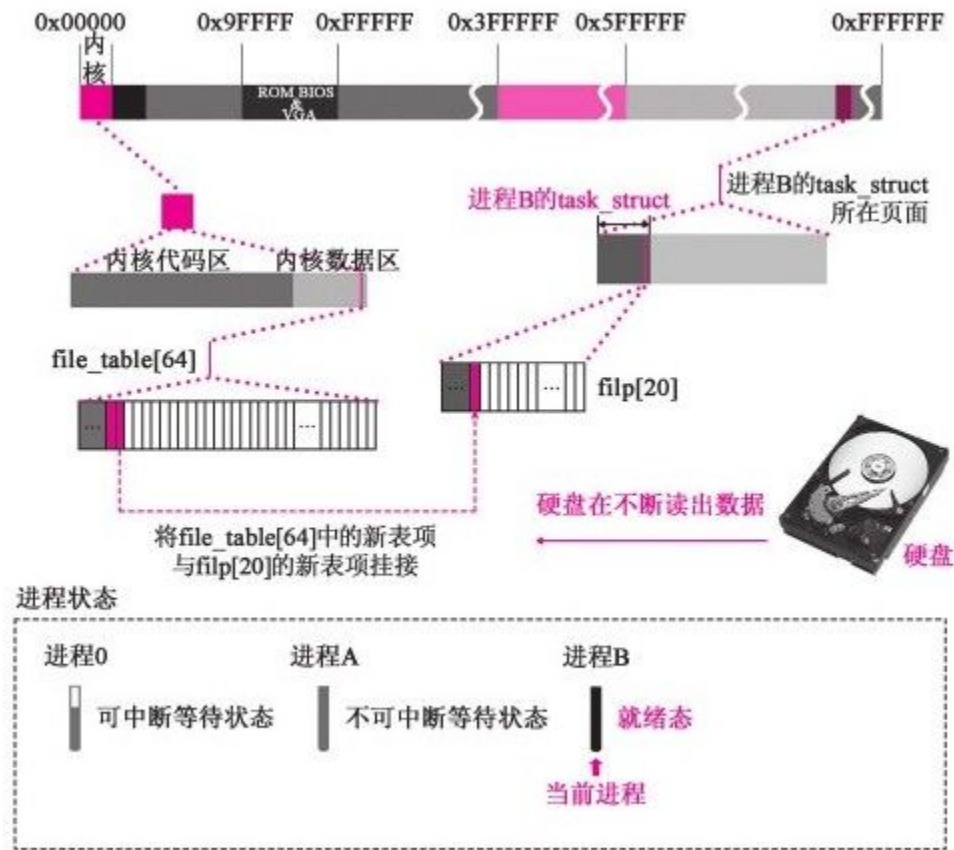 0x00000 0x9FFFF 0xFFFFF 0x3FFFFF 0x5FFFFF 0xFFFFFF
内
核
ROM BIOS
&
VGA
进程B的task_struct
进程B的task_struct
所在页面
内核代码区 内核数据区
file_table[64]
filp[20]
...
...
...
...
硬盘在不断读出数据
硬盘
将file_table[64]中的新表项
与filp[20]的新表项挂接
进程状态
进程0 进程A 进程B
可中断等待状态 不可中断等待状态 就绪态
当前进程